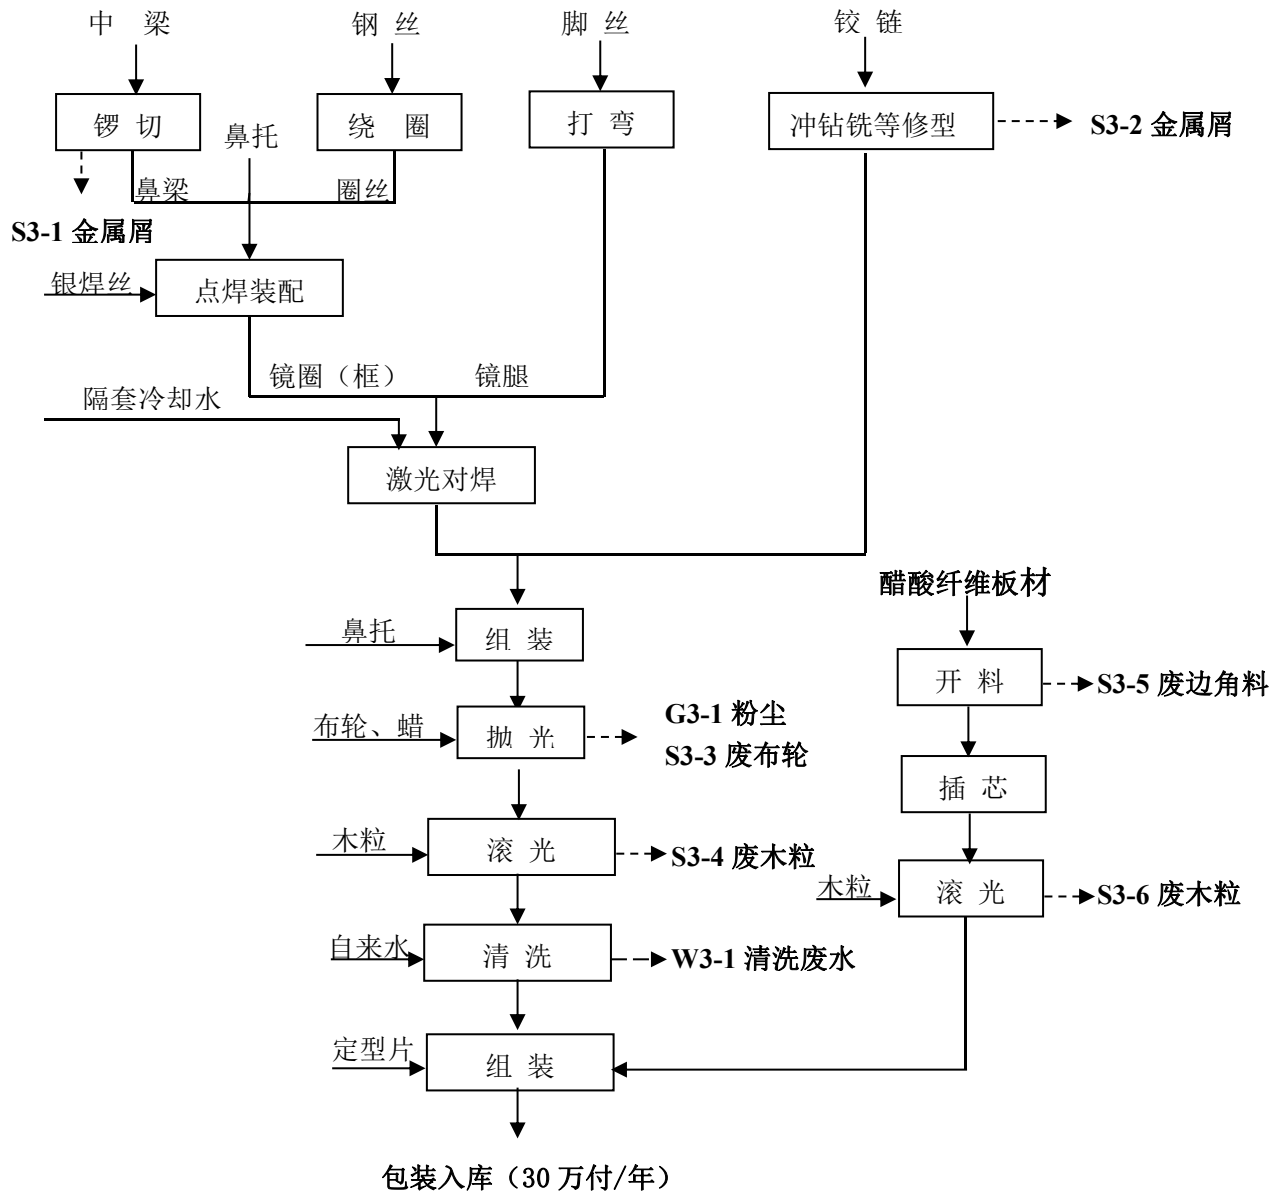 中 梁
钢 丝
脚 丝
铰 链
锣 切
绕 圈
打 弯
冲钻铣等修型
S3-2 金属屑
鼻托
鼻梁
圈丝
S3-1 金属屑
银焊丝
点焊装配
镜圈（框）
镜腿
隔套冷却水
激光对焊
醋酸纤维板材
鼻托
组 装
开 料
S3-5 废边角料
布轮、蜡
抛 光
G3-1 粉尘
S3-3 废布轮
插 芯
木粒
滚 光
S3-4 废木粒
木粒
滚 光
S3-6 废木粒
自来水
清 洗
W3-1 清洗废水
定型片
组 装
包装入库（30 万付/年）